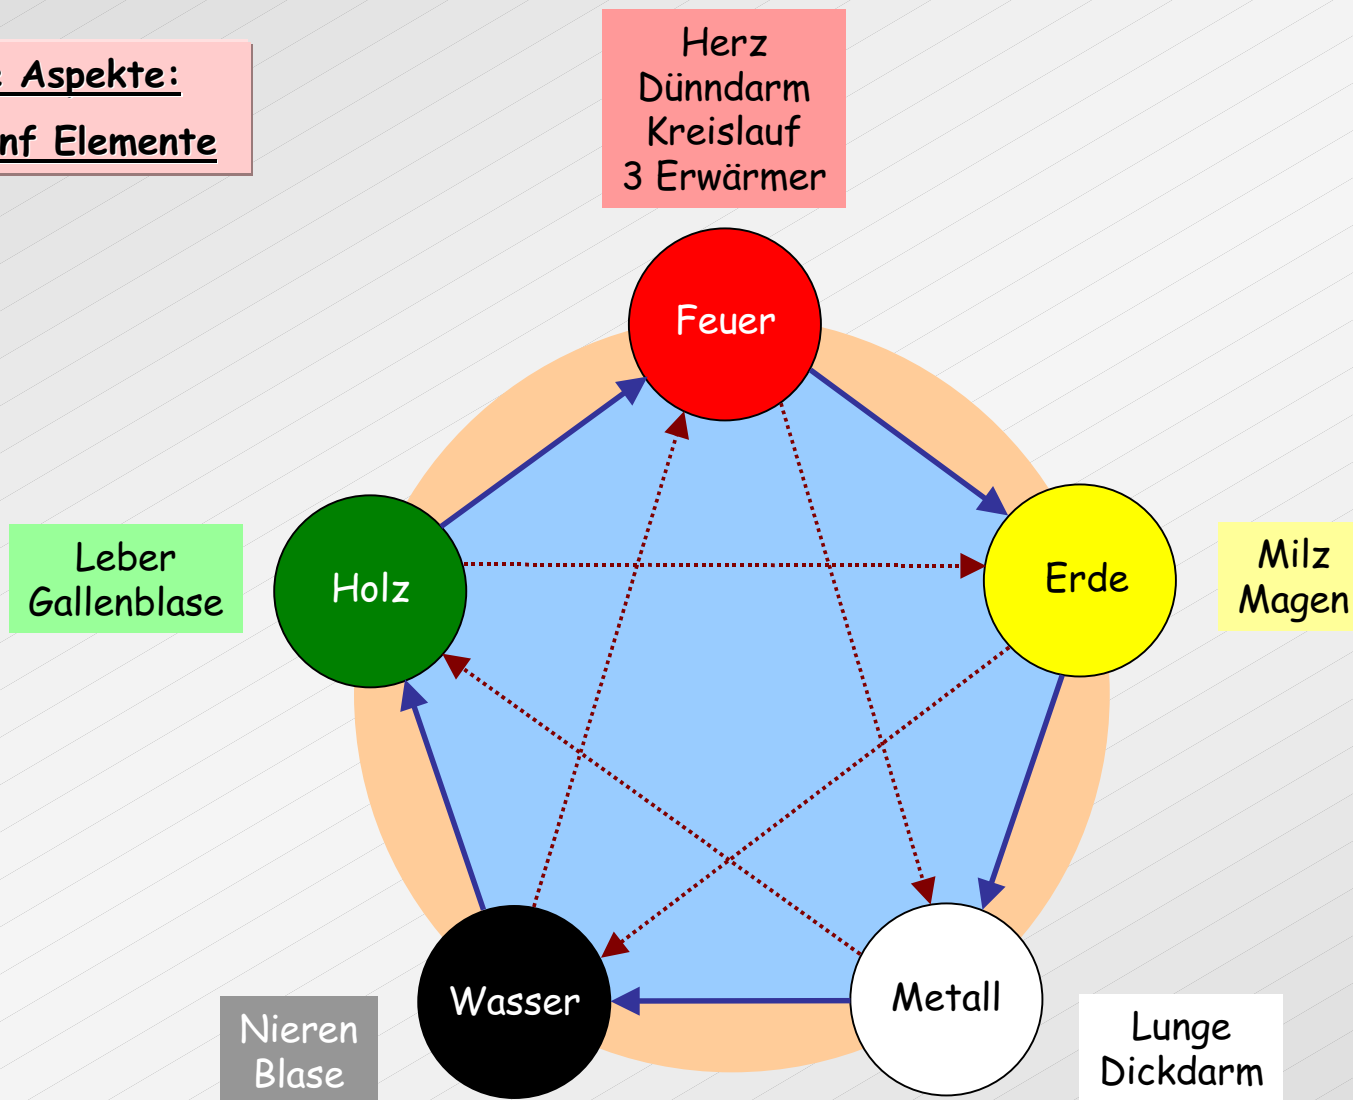 Aspekte:
Elemente
Herz
Dünndarm
Kreislauf
3 Erwärmer
Feuer
Leber
Gallenblase
Holz
Erde
Milz
Magen
Wasser
Metall
Nieren
Blase
Lunge
Dickdarm